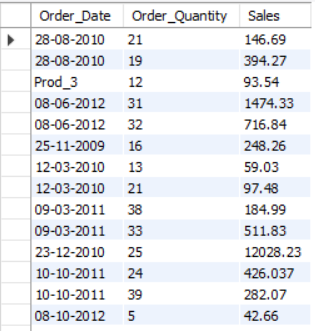 Order_Date Order_Quantity Sales
28-08-2010 21 146.69
28-08-2010 19 394.27
Prod_3 12 93.54
08-06-2012 31 1474.33
08-06-2012 32 716.84
25-11-2009 16 248.26
12-03-2010 13 59.03
12-03-2010 21 97.48
09-03-2011 38 184.99
09-03-2011 33 511.83
23-12-2010 25 12028.23
10-10-2011 24 426.037
10-10-2011 39 282.07
08-10-2012 5 42.66